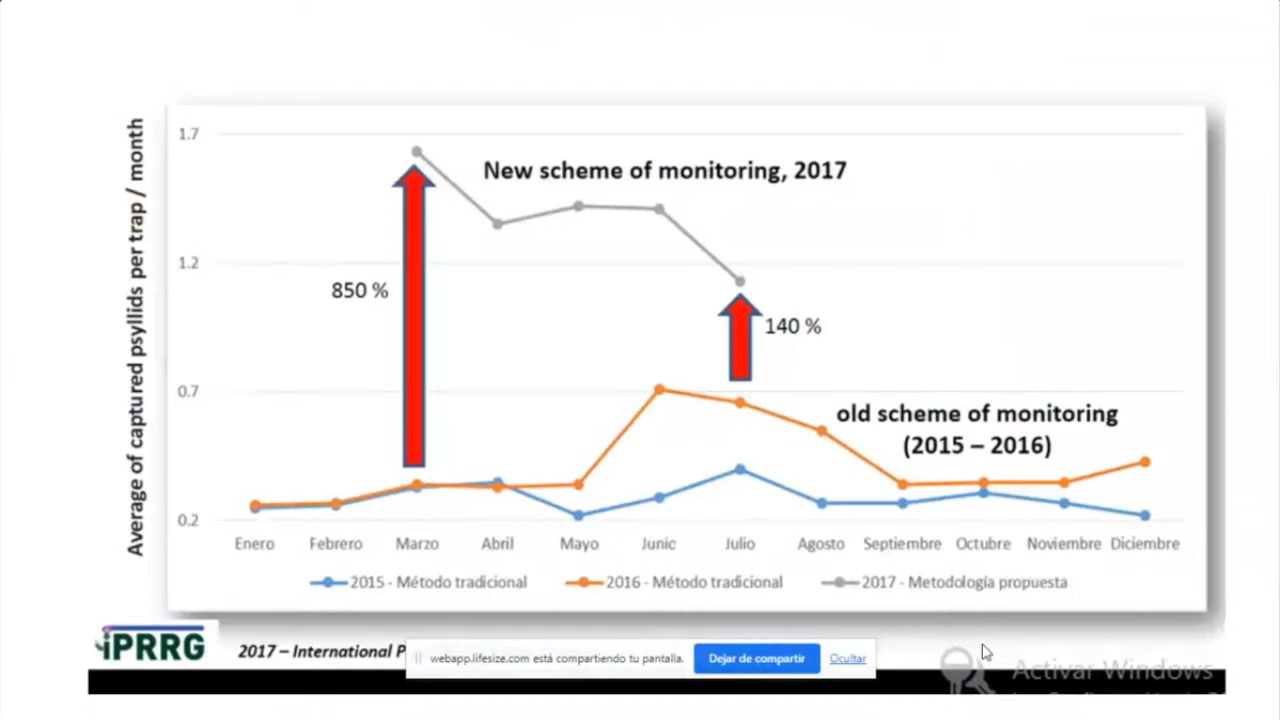 Average of captured psyllids per trap / month
1.7
1.2
0.7
0.2
New scheme of monitoring, 2017
850 %
140 %
old scheme of monitoring
(2015 – 2016)
Enero Febrero Marzo Abril Mayo Junio Julio Agosto Septiembre Octubre Noviembre Diciembre
2015 - Método tradicional 2016 - Método tradicional 2017 - Metodología propuesta
iPRRG
2017 – International P
webapp.lifesize.com está compartiendo tu pantalla. Dejar de compartir Ocultar
Activar Windows